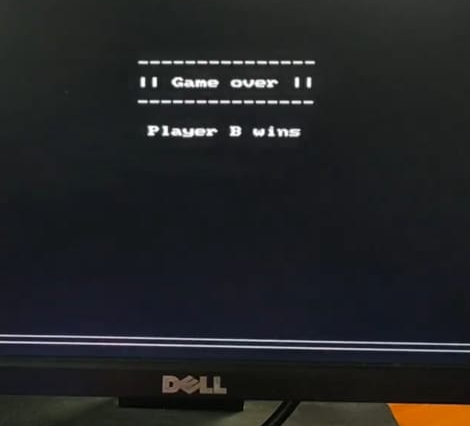 ---------------
|| Game over ||
---------------
Player B wins
DELL